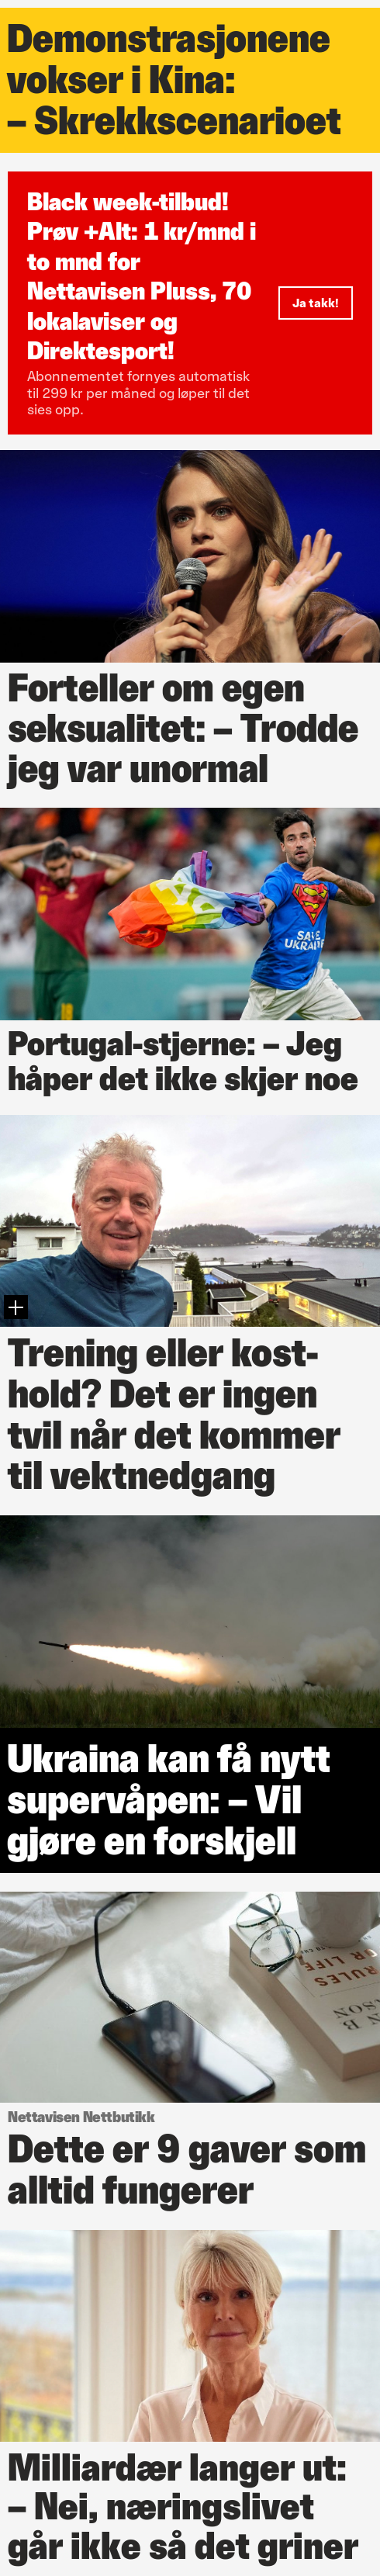 Demonstrasjonene
vokser i Kina:
– Skrekkscenarioet
Black week-tilbud!
Prøv +Alt: 1 kr/mnd i
to mnd for
Nettavisen Pluss, 70
lokalaviser og
Direktesport!
Abonnementet fornyes automatisk
til 299 kr per måned og løper til det
sies opp.
Ja takk!
Forteller om egen
seksualitet: – Trodde
jeg var unormal
SAVE
UKRAINE
Portugal-stjerne: – Jeg
håper det ikke skjer noe
Trening eller kost-
hold? Det er ingen
tvil når det kommer
til vektnedgang
Ukraina kan få nytt
supervåpen: – Vil
gjøre en forskjell
RULES
Nettavisen Nettbutikk
Dette er 9 gaver som
alltid fungerer
Milliardær langer ut:
– Nei, næringslivet
går ikke så det griner